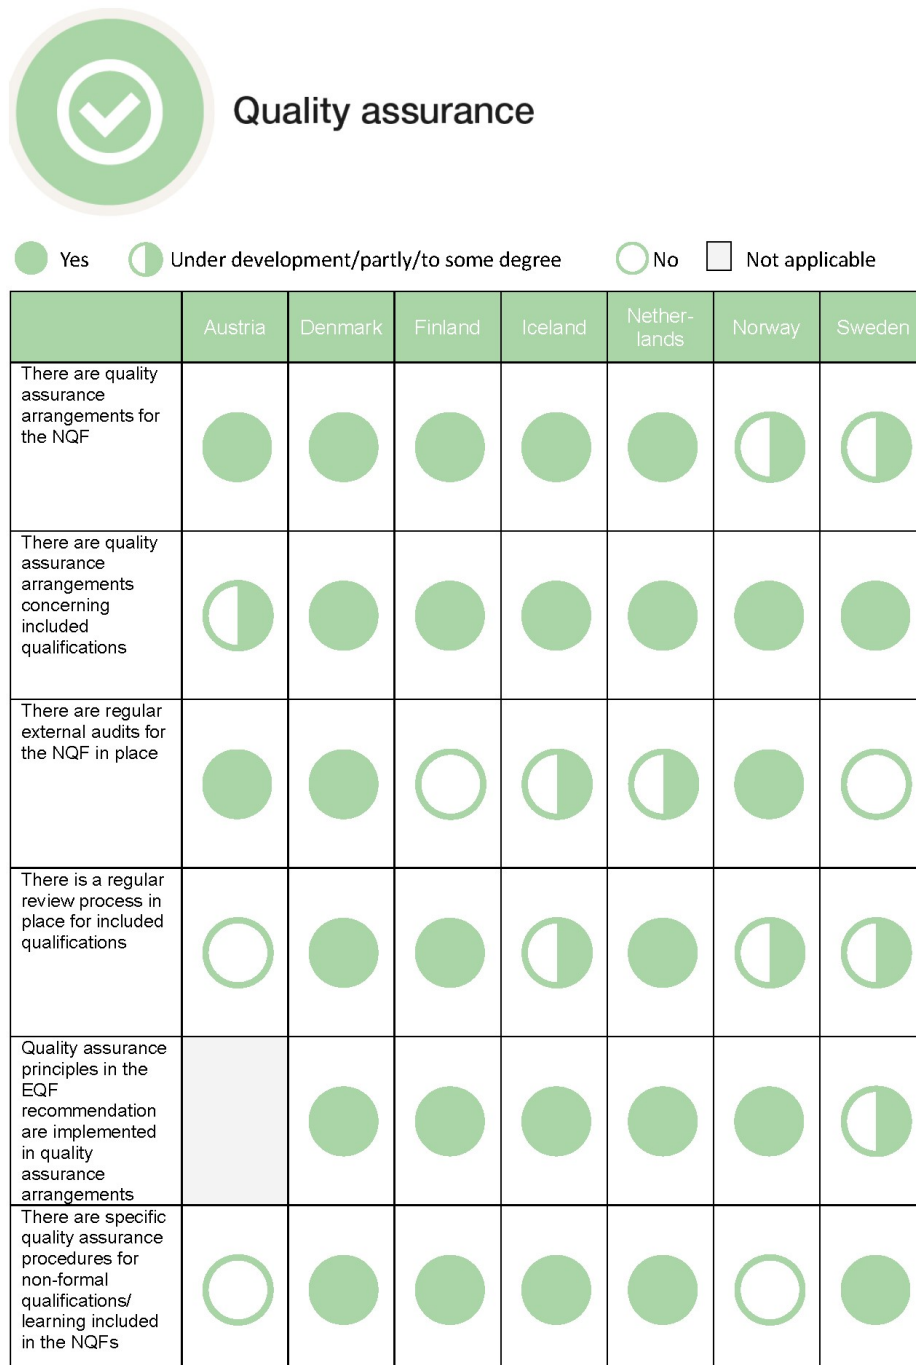 Quality assurance
Yes Under development/partly/to some degree No Not applicable
Austria Denmark Finland Iceland Nether-
lands Norway Sweden
There are quality
assurance
arrangements for
the NQF
There are quality
assurance
arrangements
concerning
included
qualifications
There are regular
external audits for
the NQF in place
There is a regular
review process in
place for included
qualifications
Quality assurance
principles in the
EQF
recommendation
are implemented
in quality
assurance
arrangements
There are specific
quality assurance
procedures for
non-formal
qualifications/
learning included
in the NQFs